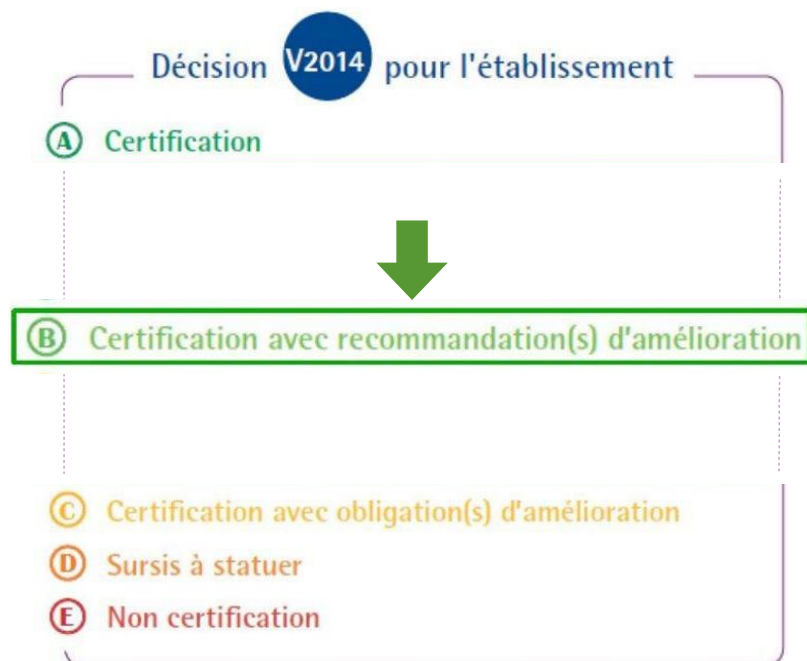 Décision V2014 pour l'établissement
A Certification
B Certification avec recommandation(s) d'amélioration
C Certification avec obligation(s) d'amélioration
D Sursis à statuer
E Non certification